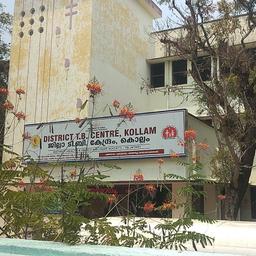 DISTRICT T.B. CENTRE, KOLLAM
ജില്ലാ ടി.ബി. കേന്ദ്രം, കൊല്ലം